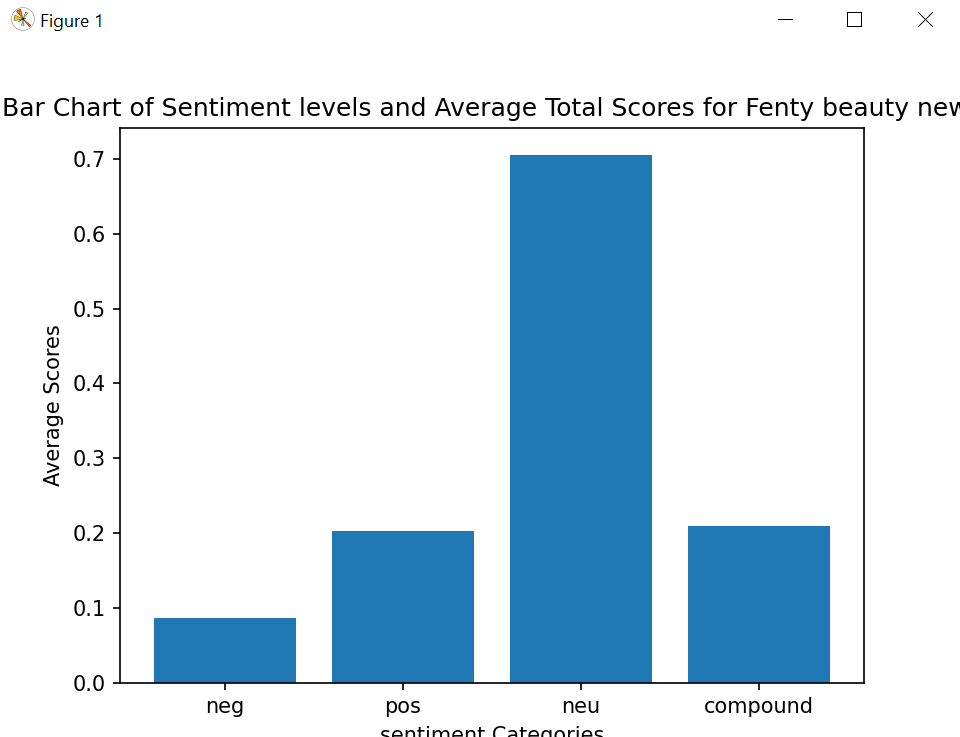 Figure 1
Bar Chart of Sentiment levels and Average Total Scores for Fenty beauty new
0.7
0.6
0.5
0.4
0.3
0.2
0.1
0.0
Average Scores
neg pos neu compound
sentiment Categories